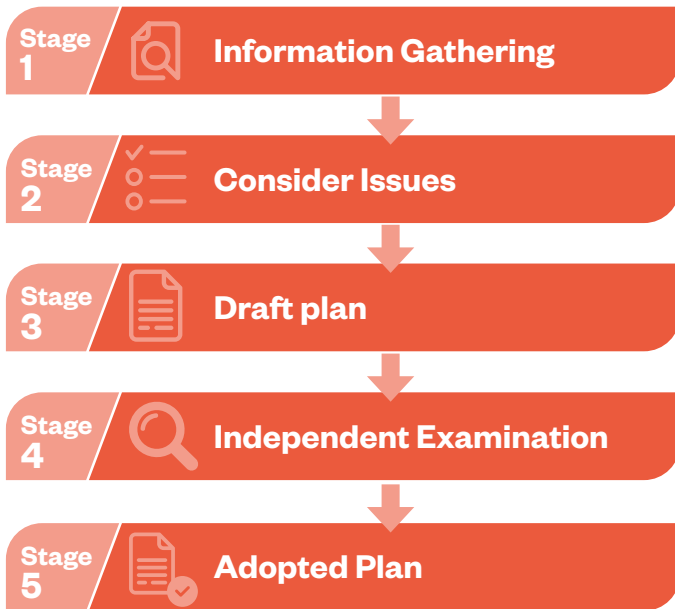 Stage
1
Information Gathering
Stage
2
Consider Issues
Stage
3
Draft plan
Stage
4
Independent Examination
Stage
5
Adopted Plan